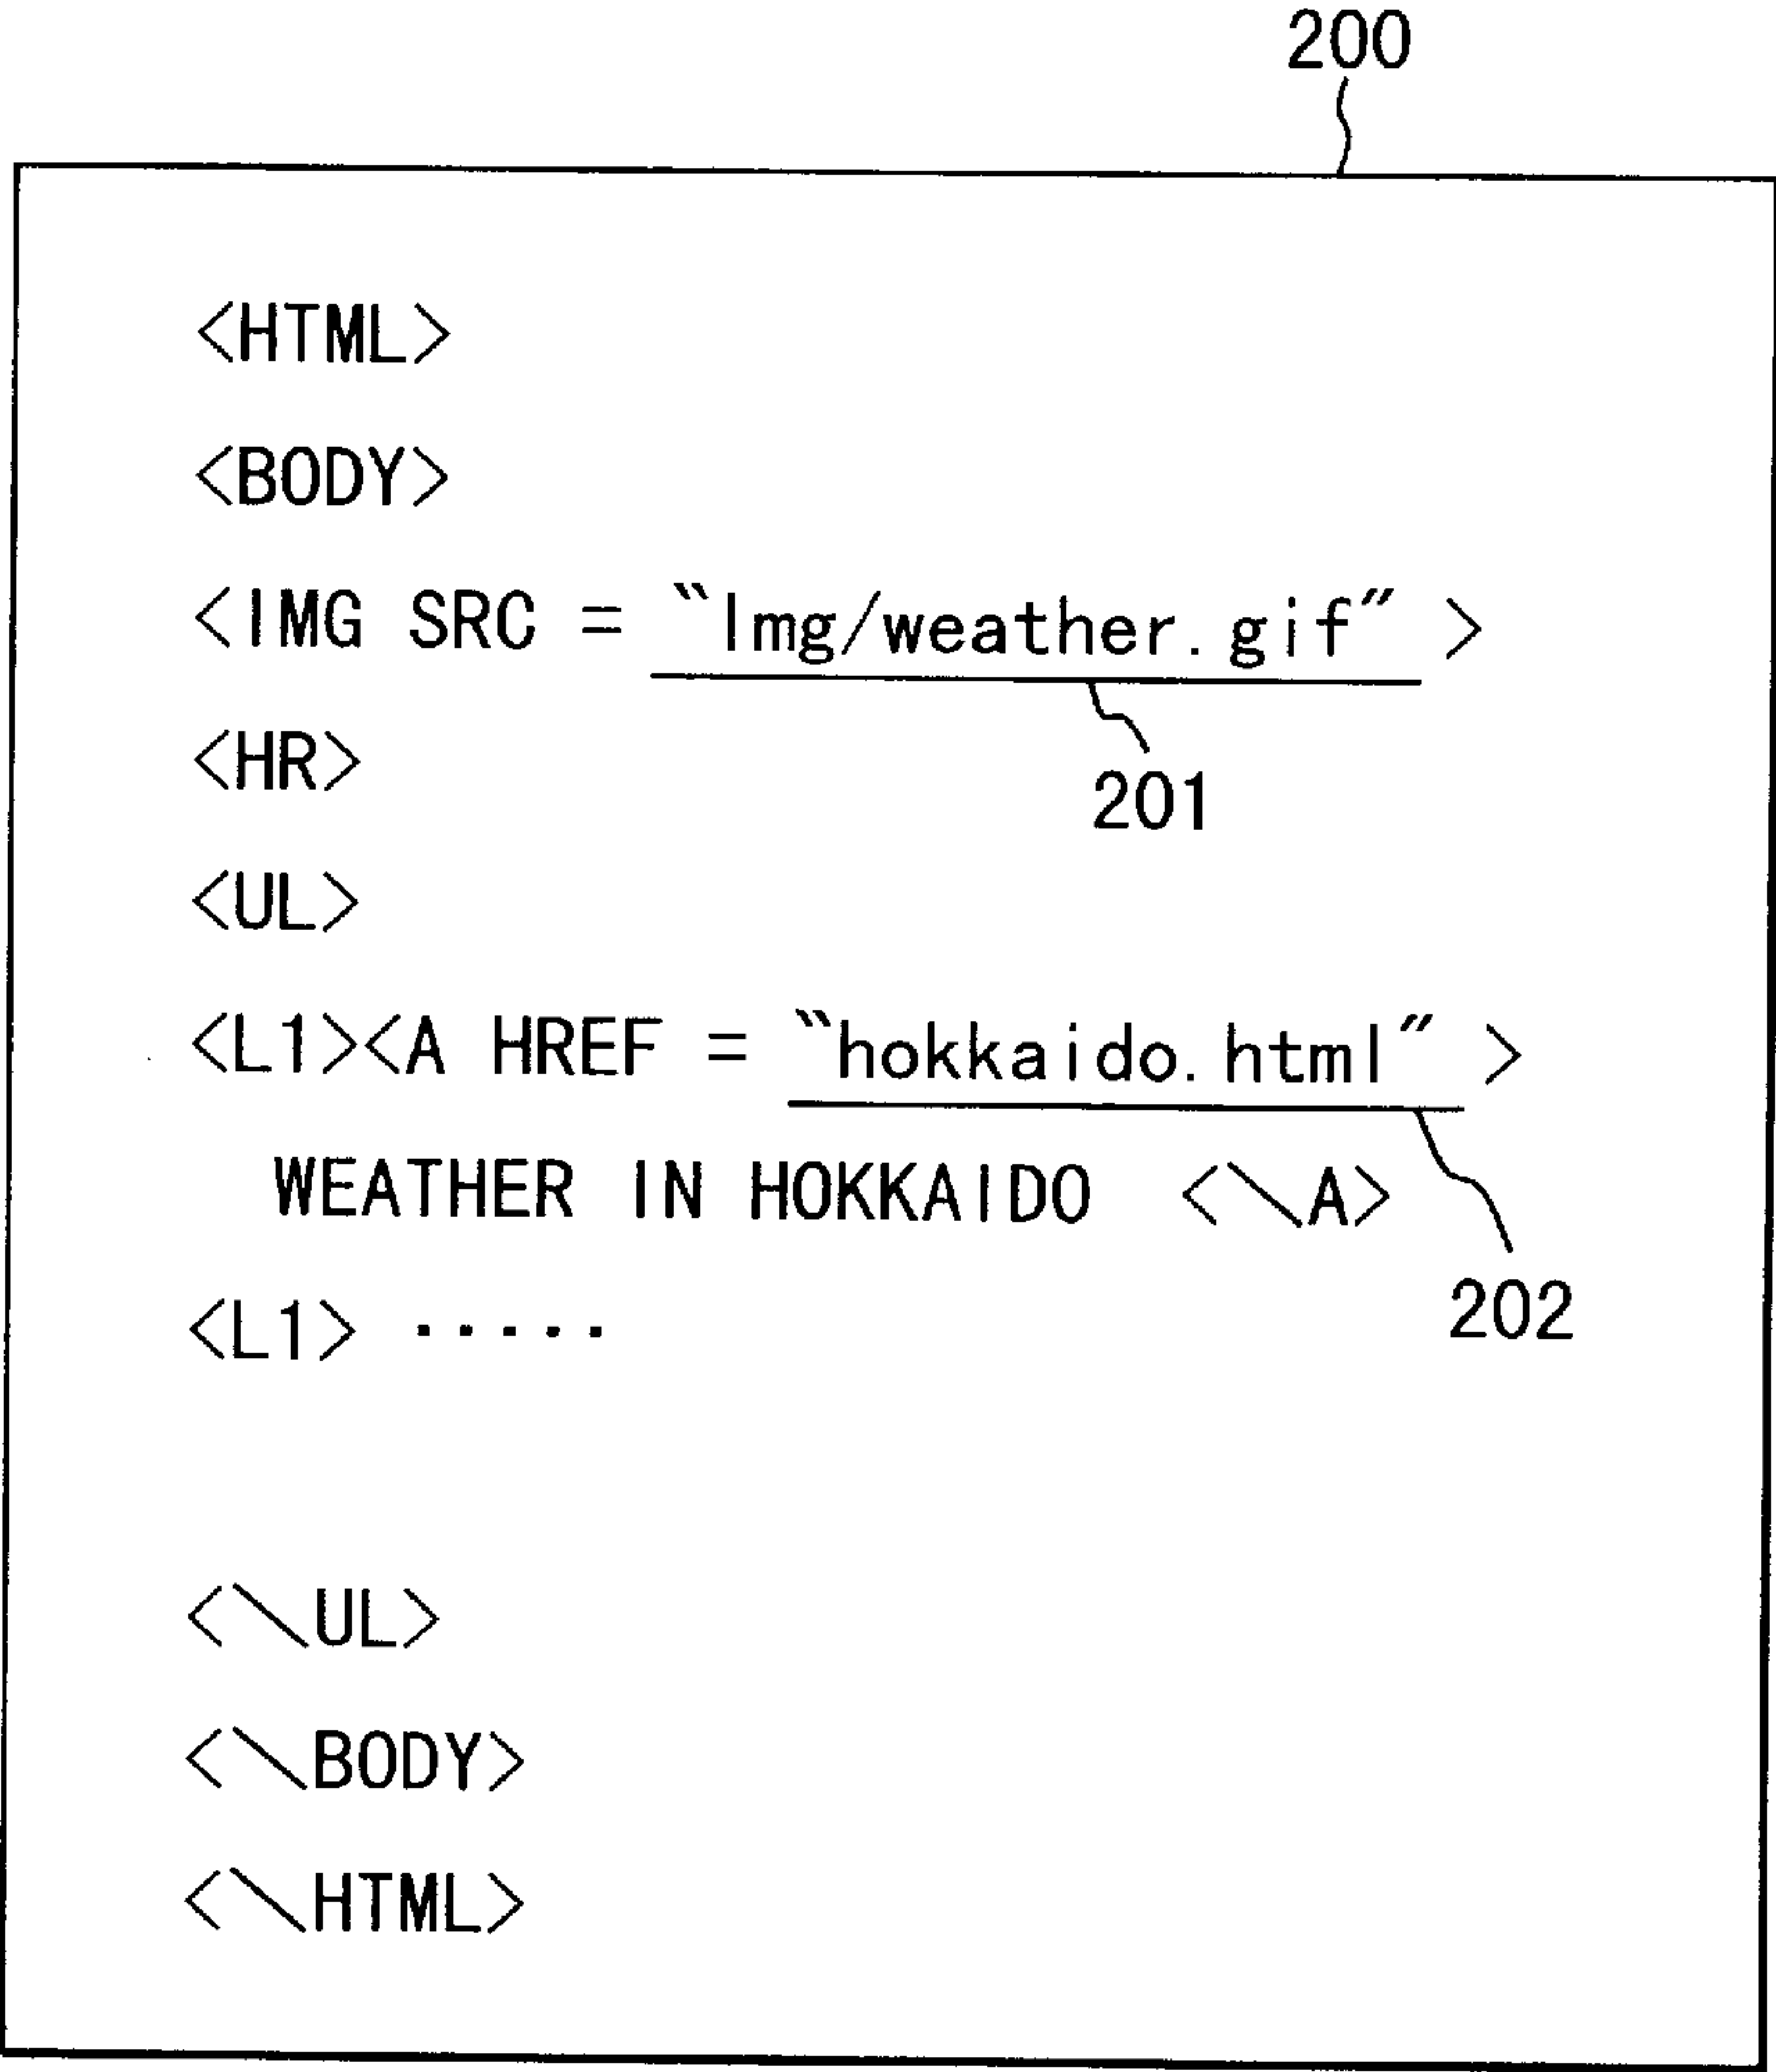 200
<HTML>
<BODY>
<IMG SRC = "Img/weather.gif" >
201
<HR>
<UL>
<L1><A HREF = "hokkaido.html" >
WEATHER IN HOKKAIDO <\A>
202
<L1> ·····
<\UL>
<\BODY>
<\HTML>